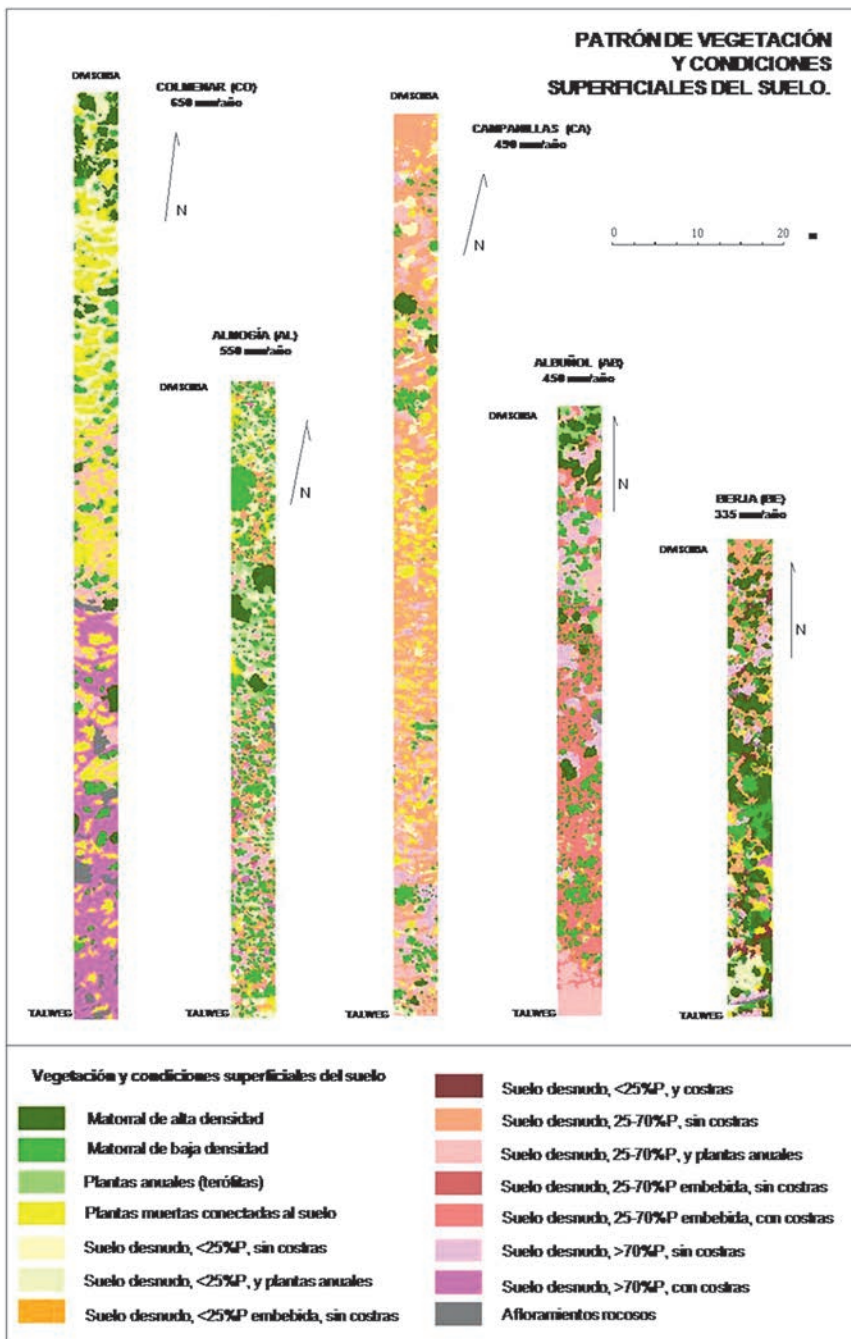 PATRÓN DE VEGETACIÓN
Y CONDICIONES
SUPERFICIALES DEL SUELO.
DIVISORIA
COLMENAR (CO)
650 mm/año
N
DIVISORIA
CAMPANILLAS (CA)
490 mm/año
N
0 10 20 m
ALMOGÍA (AL)
550 mm/año
DIVISORIA
N
ALBUÑOL (AB)
450 mm/año
DIVISORIA
N
BERJA (BE)
335 mm/año
DIVISORIA
N
TALWEG
TALWEG
TALWEG
TALWEG
TALWEG
Vegetación y condiciones superficiales del suelo
Matorral de alta densidad
Matorral de baja densidad
Plantas anuales (terófitas)
Plantas muertas conectadas al suelo
Suelo desnudo, <25%P, sin costras
Suelo desnudo, <25%P, y plantas anuales
Suelo desnudo, <25%P embebida, sin costras
Suelo desnudo, <25%P, y costras
Suelo desnudo, 25-70%P, sin costras
Suelo desnudo, 25-70%P, y plantas anuales
Suelo desnudo, 25-70%P embebida, sin costras
Suelo desnudo, 25-70%P embebida, con costras
Suelo desnudo, >70%P, sin costras
Suelo desnudo, >70%P, con costras
Afloramientos rocosos